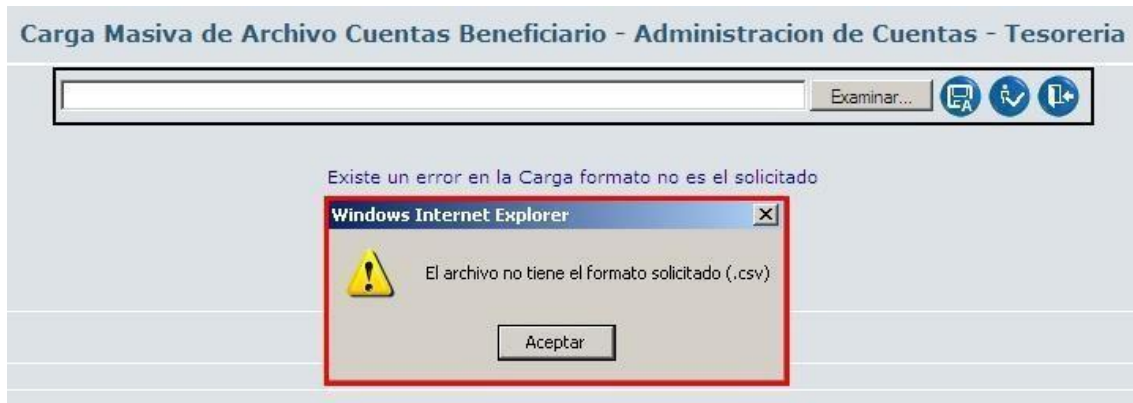 Carga Masiva de Archivo Cuentas Beneficiario - Administracion de Cuentas - Tesoreria
Examinar...
Existe un error en la Carga formato no es el solicitado
Windows Internet Explorer
El archivo no tiene el formato solicitado (.csv)
Aceptar